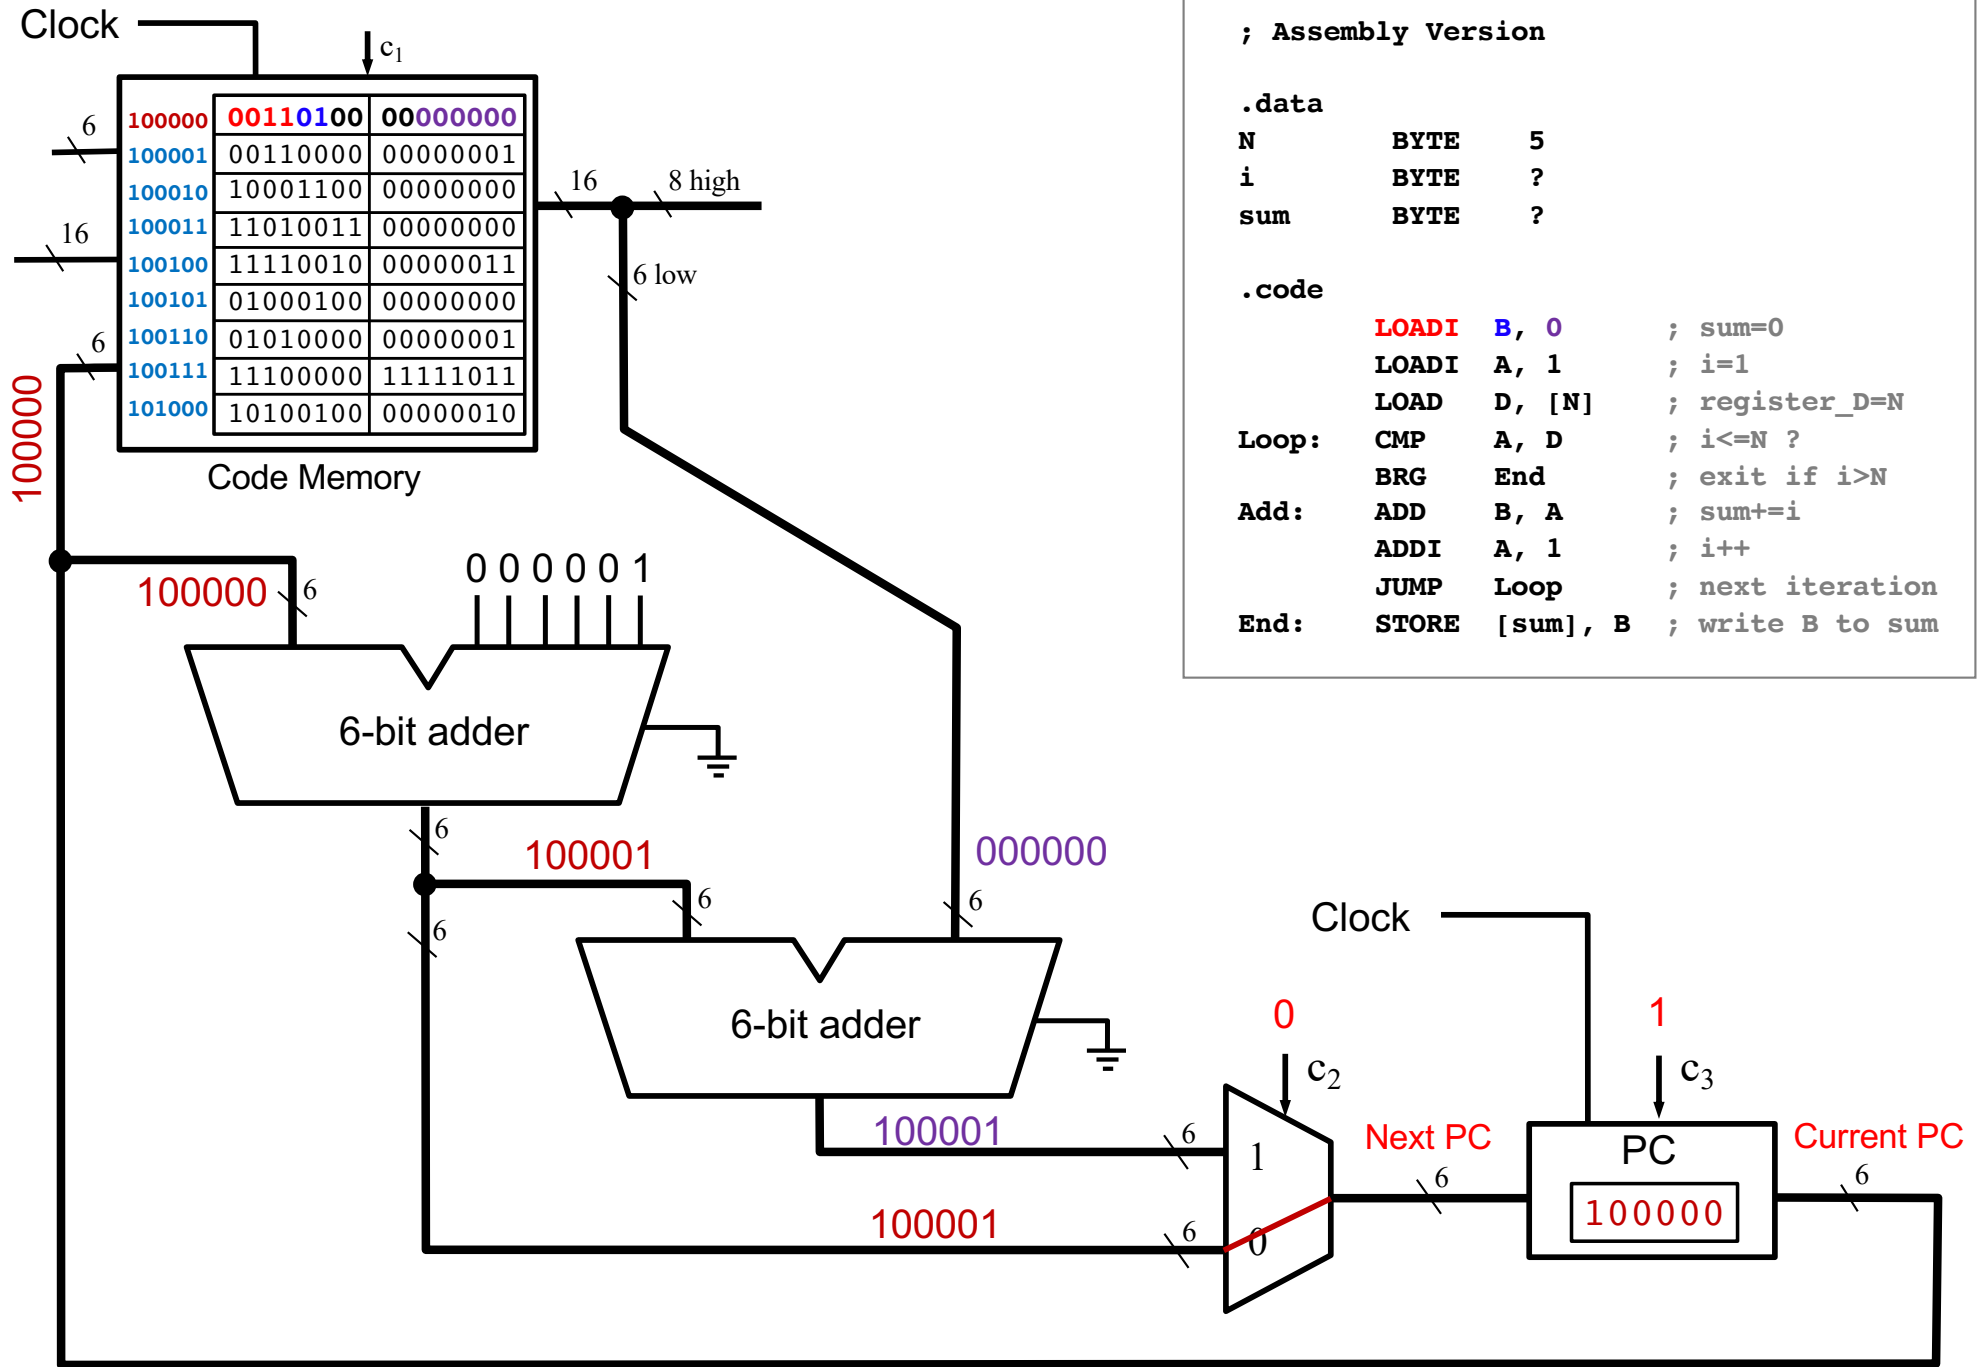 Clock
c1
6
16
6
100000 00110100 00000000
100001 00110000 00000001
100010 10001100 00000000
100011 11010011 00000000
100100 11110010 00000011
100101 01000100 00000000
100110 01010000 00000001
100111 11100000 11111011
101000 10100100 00000010
Code Memory
16
8 high
6 low
100000
100000
6
0 0 0 0 0 1
6-bit adder
6
100001
6
6
000000
6
6-bit adder
100001
6
100001
6
1
0
0
c2
Next PC
6
Clock
1
c3
PC
100000
Current PC
6
; Assembly Version
.data
N BYTE 5
i BYTE ?
sum BYTE ?
.code
LOADI B, 0 ; sum=0
LOADI A, 1 ; i=1
LOAD D, [N] ; register_D=N
Loop: CMP A, D ; i<=N ?
BRG End ; exit if i>N
Add: ADD B, A ; sum+=i
ADDI A, 1 ; i++
JUMP Loop ; next iteration
End: STORE [sum], B ; write B to sum